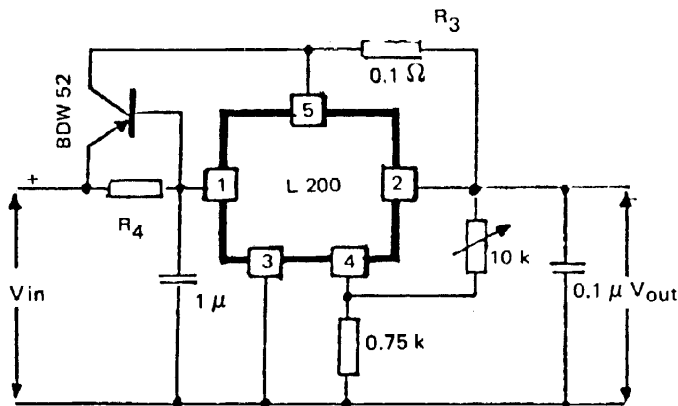 R3
0.1 Ω
BDW 52
5
1
L 200
2
+
R4
3
4
10 k
Vin
1 μ
0.1 μ
Vout
0.75 k